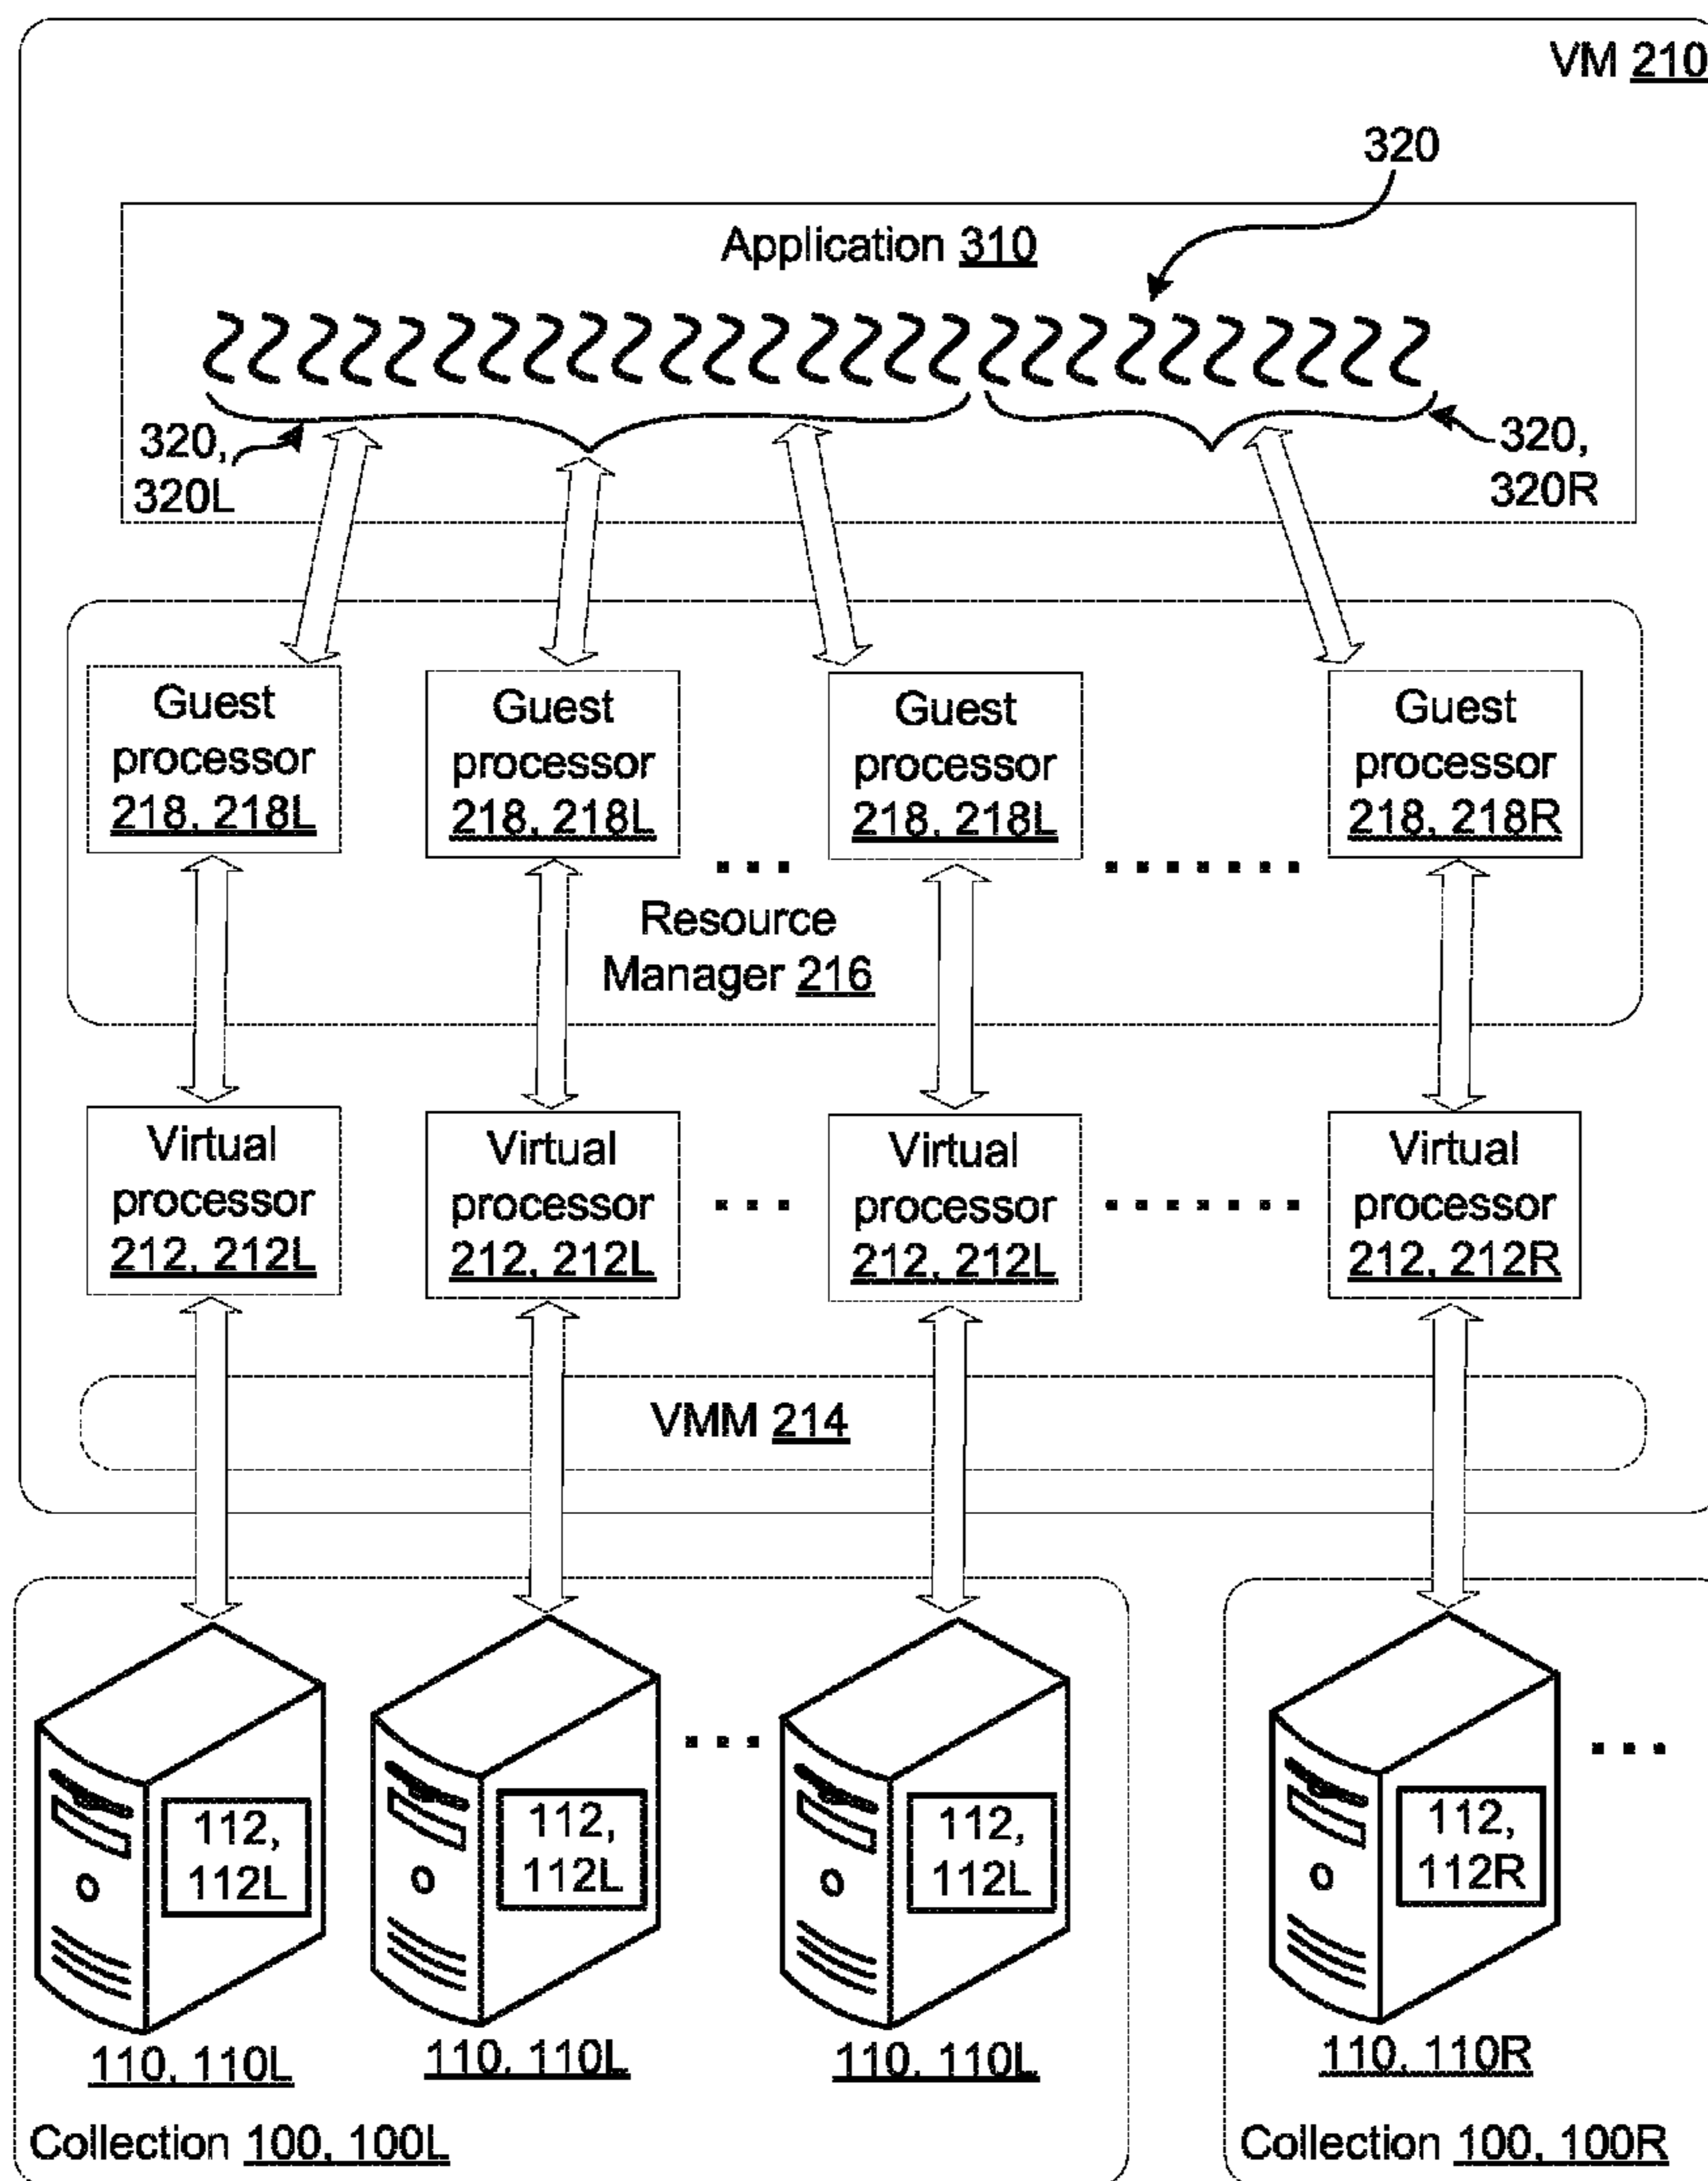 VM 210
320
Application 310
320,
320L
320,
320R
Guest
processor
218, 218L
Guest
processor
218, 218L
Guest
processor
218, 218L
Guest
processor
218, 218R
Resource
Manager 216
Virtual
processor
212, 212L
Virtual
processor
212, 212L
Virtual
processor
212, 212L
Virtual
processor
212, 212R
VMM 214
112,
112L
112,
112L
112,
112L
112,
112R
110, 110L
110, 110L
110, 110L
110, 110R
Collection 100, 100L
Collection 100, 100R